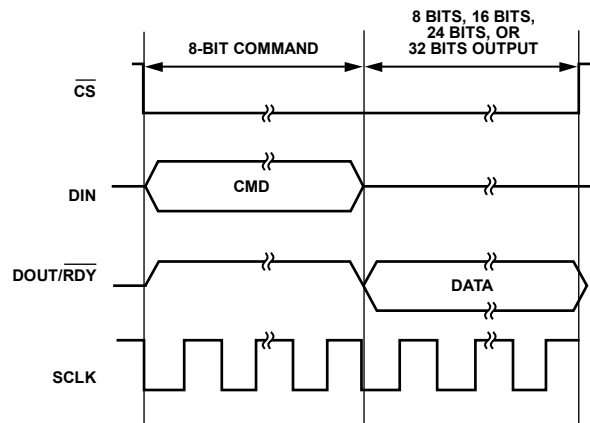 8 BITS, 16 BITS,
24 BITS, OR
32 BITS OUTPUT
8-BIT COMMAND
CS
DIN
CMD
DOUT/RDY
DATA
SCLK